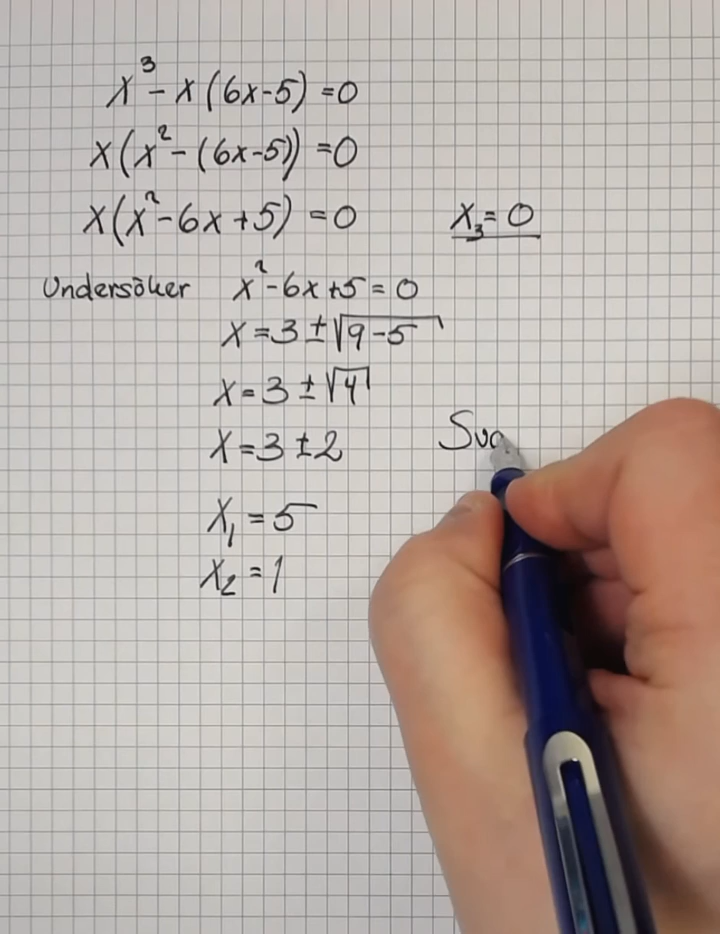 x³ - x(6x-5) = 0
x(x² - (6x-5)) = 0
x(x² - 6x + 5) = 0
x₃ = 0
Undersöker x² - 6x + 5 = 0
x = 3 ± √(9-5)
x = 3 ± √4
x = 3 ± 2
x₁ = 5
x₂ = 1
Sva